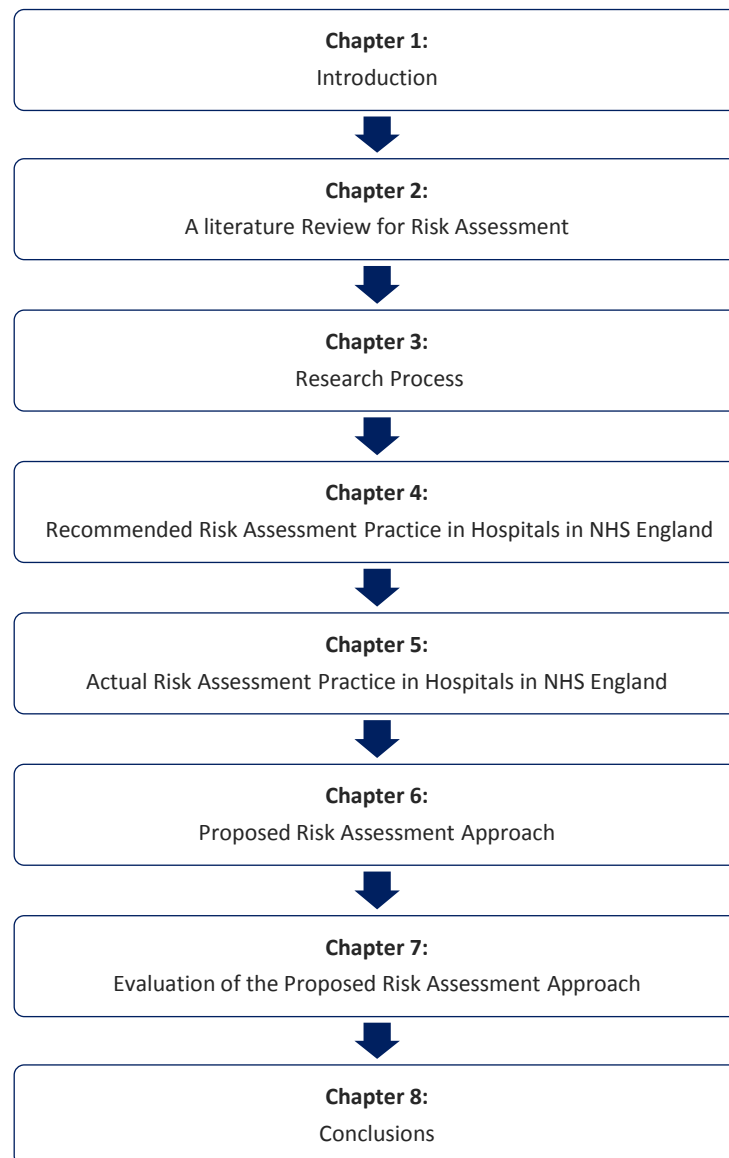 Chapter 1:
Introduction
Chapter 2:
A literature Review for Risk Assessment
Chapter 3:
Research Process
Chapter 4:
Recommended Risk Assessment Practice in Hospitals in NHS England
Chapter 5:
Actual Risk Assessment Practice in Hospitals in NHS England
Chapter 6:
Proposed Risk Assessment Approach
Chapter 7:
Evaluation of the Proposed Risk Assessment Approach
Chapter 8:
Conclusions